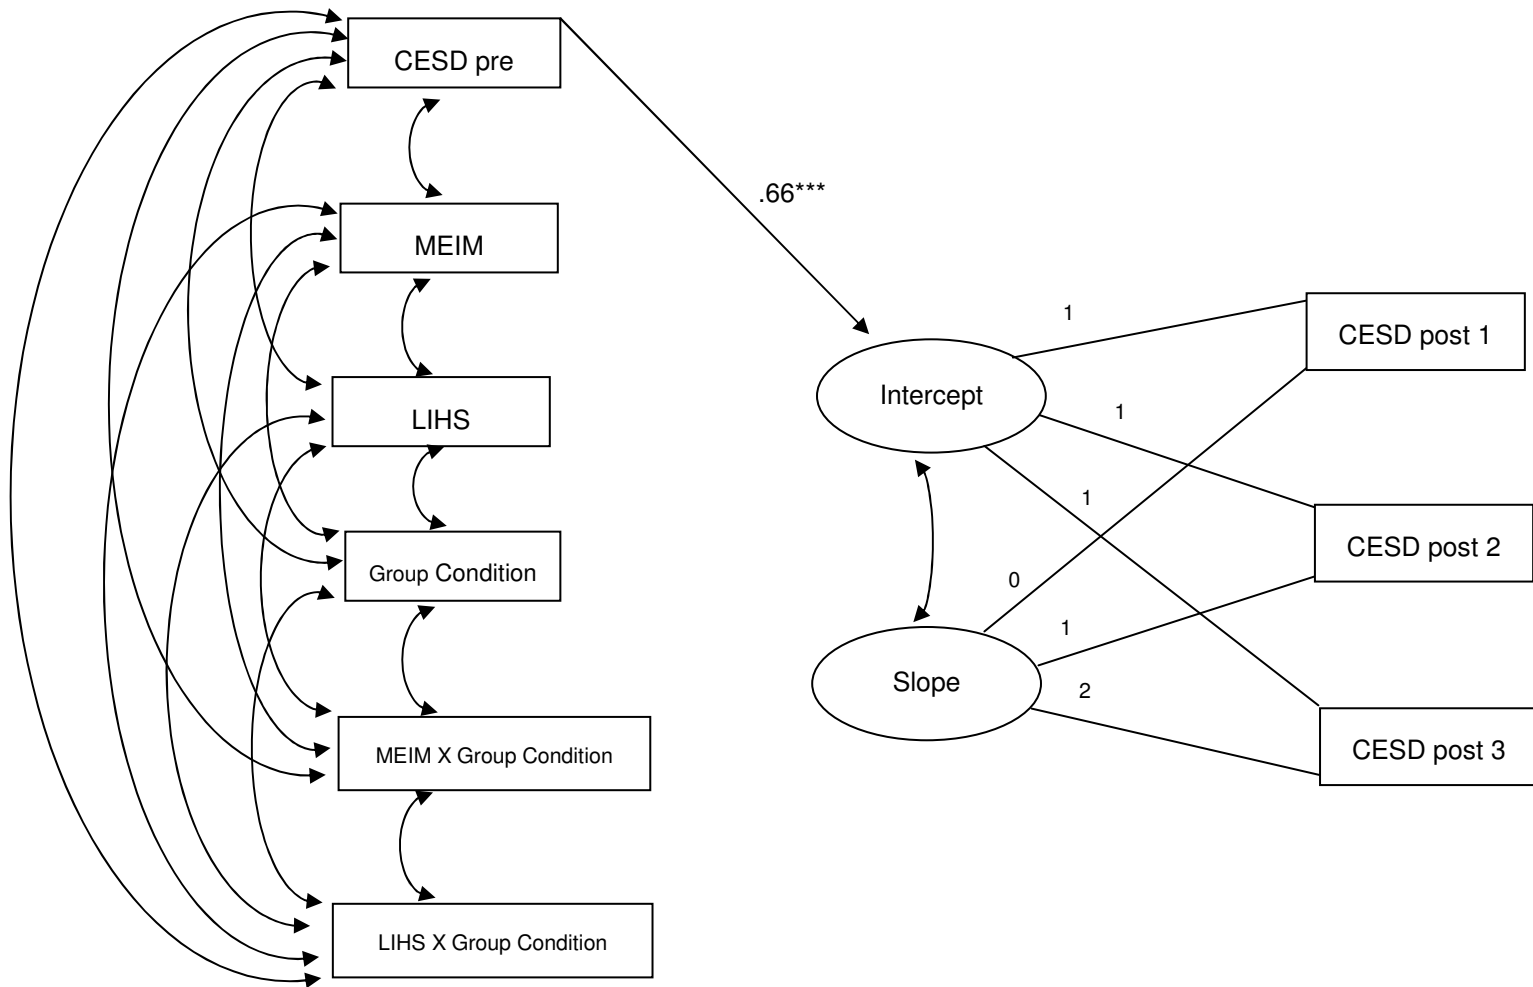 CESD pre
.66***
MEIM
1
CESD post 1
Intercept
1
LIHS
1
CESD post 2
Group Condition
0
1
Slope
2
MEIM X Group Condition
CESD post 3
LIHS X Group Condition